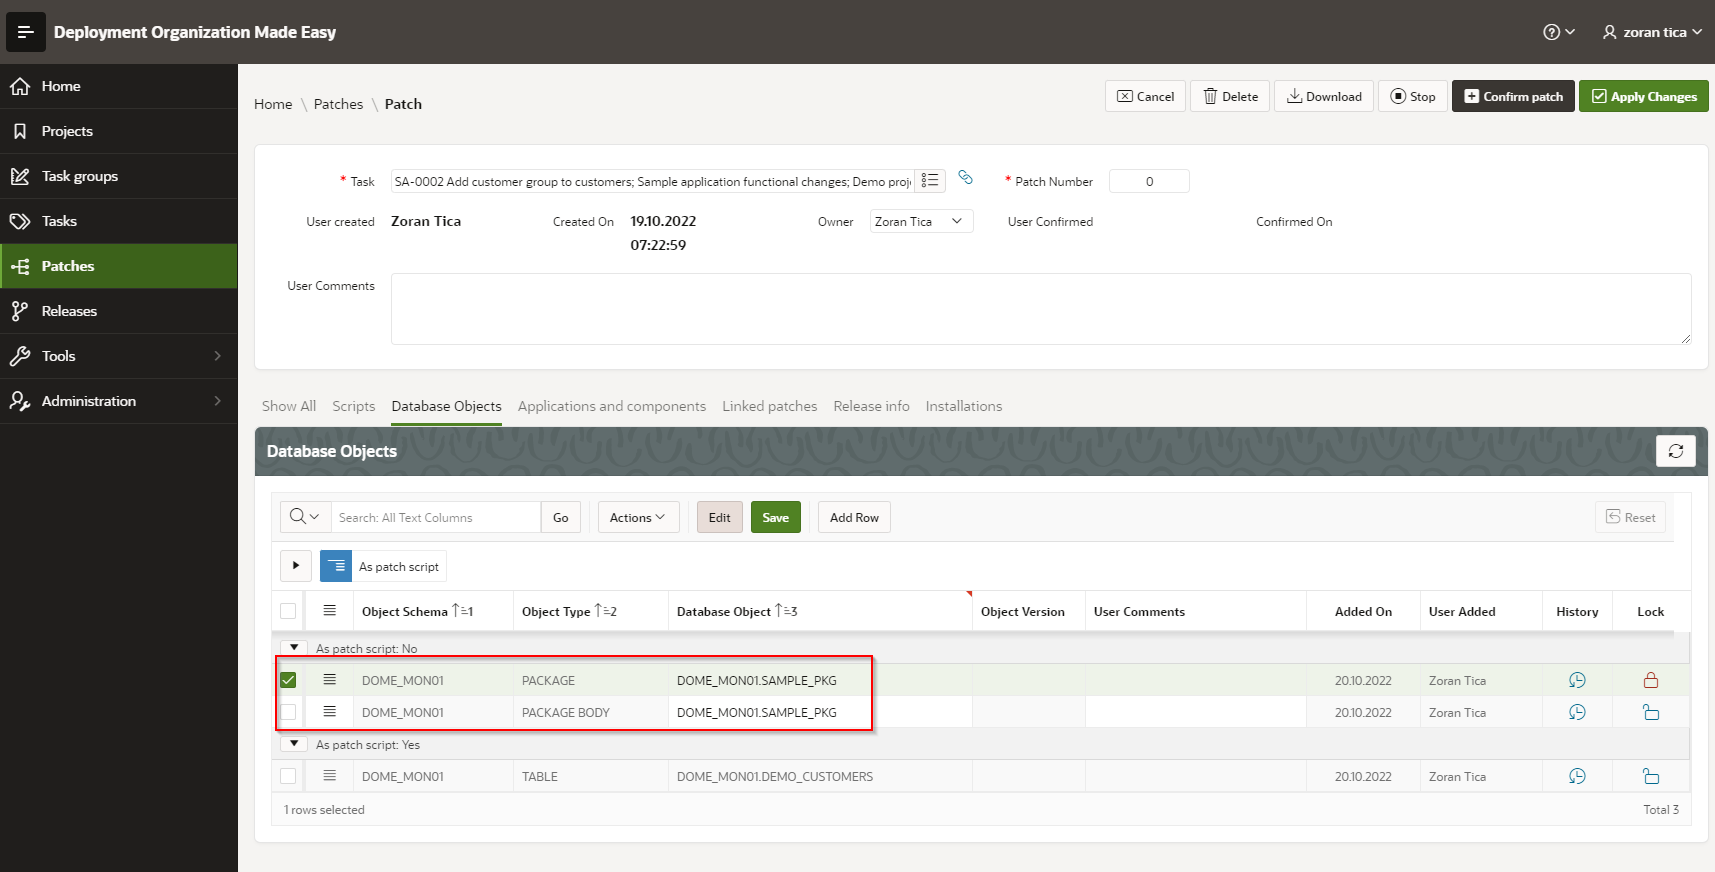 Deployment Organization Made Easy
zoran tica
Home
Projects
Task groups
Tasks
Patches
Releases
Tools
Administration
Home \ Patches \ Patch
Cancel Delete Download Stop Confirm patch Apply Changes
* Task SA-0002 Add customer group to customers; Sample application functional changes; Demo proj * Patch Number 0
User created Zoran Tica Created On 19.10.2022 07:22:59 Owner Zoran Tica User Confirmed Confirmed On
User Comments
Show All Scripts Database Objects Applications and components Linked patches Release info Installations
Database Objects
Search: All Text Columns Go Actions Edit Save Add Row Reset
As patch script
Object Schema 1 Object Type 2 Database Object 3 Object Version User Comments Added On User Added History Lock
As patch script: No
DOME_MON01 PACKAGE DOME_MON01.SAMPLE_PKG 20.10.2022 Zoran Tica
DOME_MON01 PACKAGE BODY DOME_MON01.SAMPLE_PKG 20.10.2022 Zoran Tica
As patch script: Yes
DOME_MON01 TABLE DOME_MON01.DEMO_CUSTOMERS 20.10.2022 Zoran Tica
1 rows selected Total 3